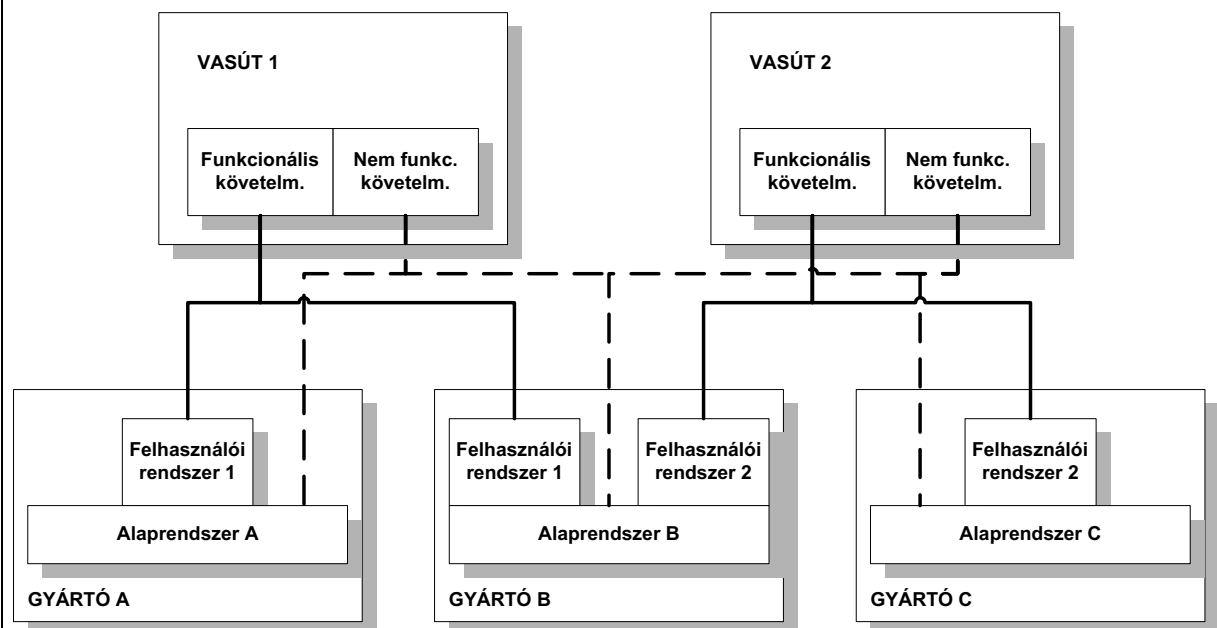 VASÚT 1
Funkcionális
követelm.
Nem funkc.
követelm.
VASÚT 2
Funkcionális
követelm.
Nem funkc.
követelm.
Felhasználói
rendszer 1
Alaprendszer A
GYÁRTÓ A
Felhasználói
rendszer 1
Felhasználói
rendszer 2
Alaprendszer B
GYÁRTÓ B
Felhasználói
rendszer 2
Alaprendszer C
GYÁRTÓ C